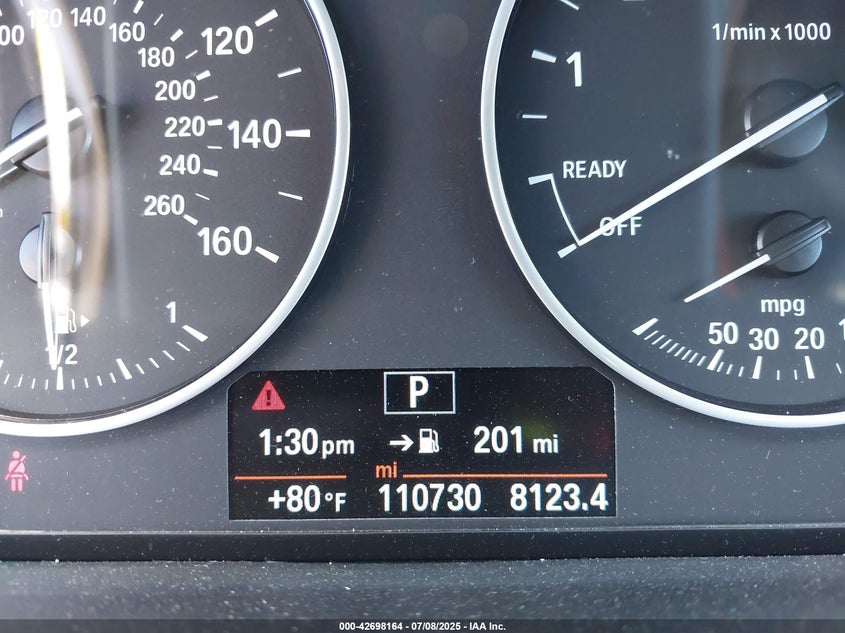 120 140
160
180
200
220
240
260
120
140
160
1/2
1
1/min x 1000
1
READY
OFF
mpg
50 30 20
P
1:30pm → 201 mi
mi
+80°F 110730 8123.4
000-42698164 - 07/08/2025 - IAA Inc.